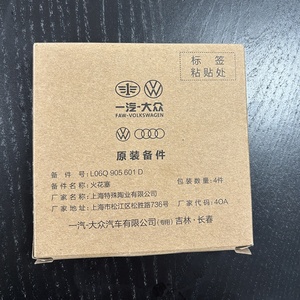 标 签
粘贴处
一汽-大众
FAW-VOLKSWAGEN
原装备件
备 件 号: L06Q 905 601 D
备件名称: 火花塞 包装数量: 4件
厂家名称: 上海特殊陶业有限公司
厂家地址: 上海市松江区松胜路736号 厂家代码: 4OA
一汽-大众汽车有限公司(专用) 吉林·长春